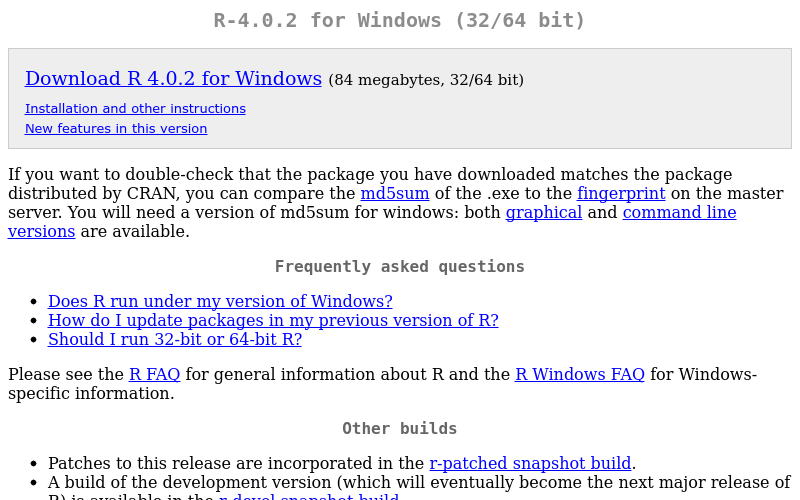 R-4.0.2 for Windows (32/64 bit)
Download R 4.0.2 for Windows (84 megabytes, 32/64 bit)
Installation and other instructions
New features in this version
If you want to double-check that the package you have downloaded matches the package
distributed by CRAN, you can compare the md5sum of the .exe to the fingerprint on the master
server. You will need a version of md5sum for windows: both graphical and command line
versions are available.
Frequently asked questions
• Does R run under my version of Windows?
• How do I update packages in my previous version of R?
• Should I run 32-bit or 64-bit R?
Please see the R FAQ for general information about R and the R Windows FAQ for Windows-
specific information.
Other builds
• Patches to this release are incorporated in the r-patched snapshot build.
• A build of the development version (which will eventually become the next major release of
R) is available in the r-devel snapshot build.